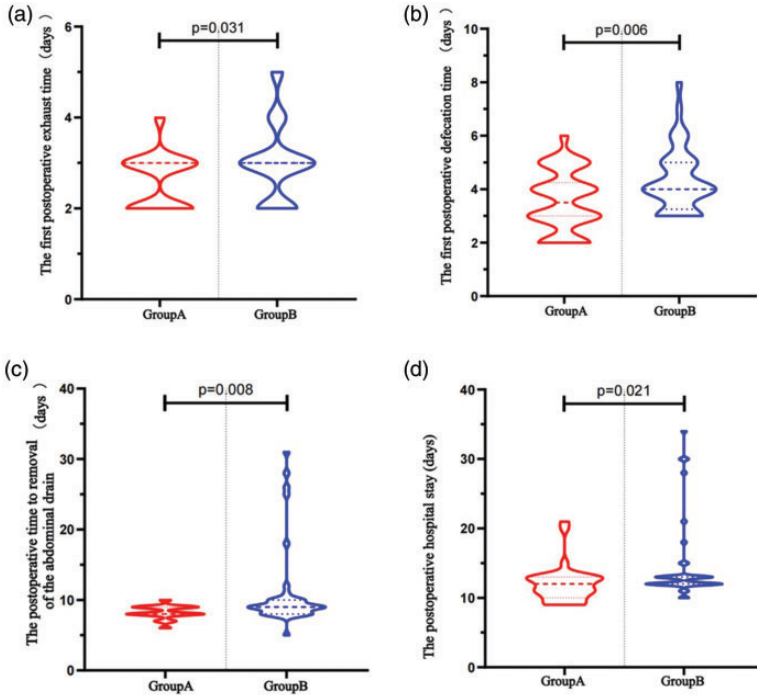 (a)
The first postoperative exhaust time（days ）
6
4
2
0
p=0.031
GroupA
GroupB
(b)
The first postoperative defecation time （days ）
10
8
6
4
2
0
p=0.006
GroupA
GroupB
(c)
The postoperative time to removal
of the abdominal drain （days ）
40
30
20
10
0
p=0.008
GroupA
GroupB
(d)
The postoperative hospital stay (days)
40
30
20
10
0
p=0.021
GroupA
GroupB